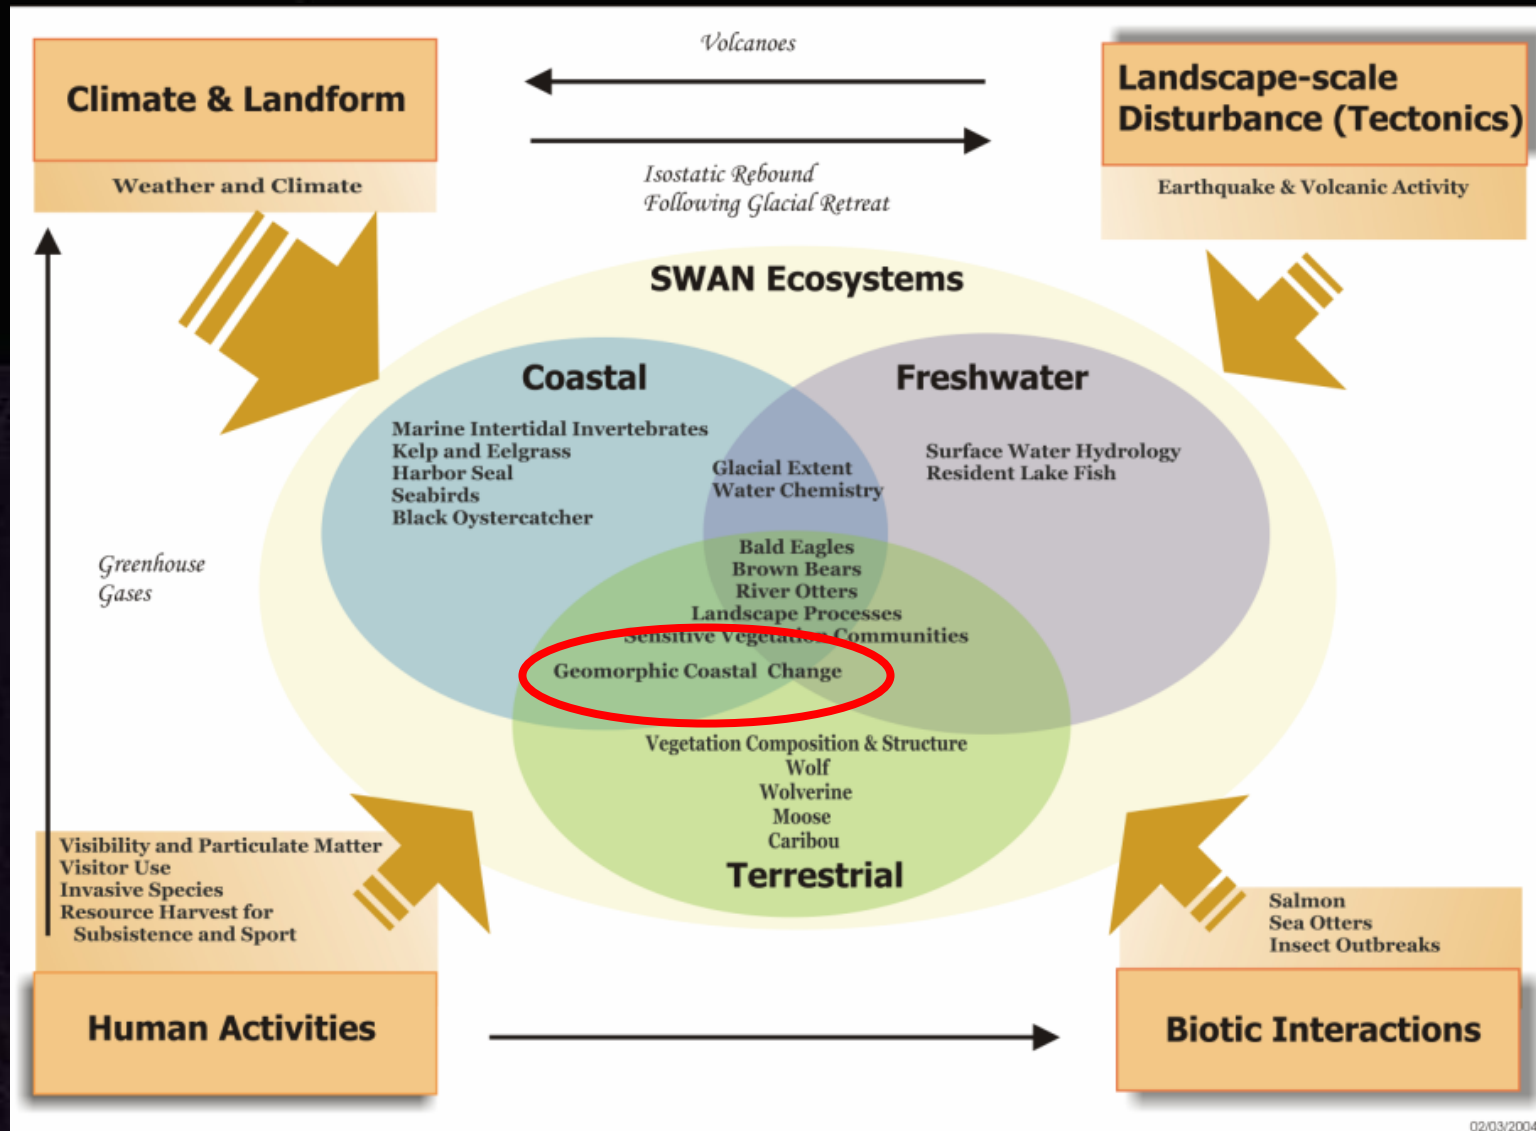 Volcanoes
Climate & Landform
Weather and Climate
Landscape-scale
Disturbance (Tectonics)
Earthquake & Volcanic Activity
Isostatic Rebound
Following Glacial Retreat
SWAN Ecosystems
Coastal
Marine Intertidal Invertebrates
Kelp and Eelgrass
Harbor Seal
Seabirds
Black Oystercatcher
Freshwater
Surface Water Hydrology
Resident Lake Fish
Glacial Extent
Water Chemistry
Bald Eagles
Brown Bears
River Otters
Landscape Processes
Sensitive Vegetation Communities
Geomorphic Coastal Change
Greenhouse
Gases
Vegetation Composition & Structure
Wolf
Wolverine
Moose
Caribou
Terrestrial
Visibility and Particulate Matter
Visitor Use
Invasive Species
Resource Harvest for
Subsistence and Sport
Human Activities
Salmon
Sea Otters
Insect Outbreaks
Biotic Interactions
02/03/2004